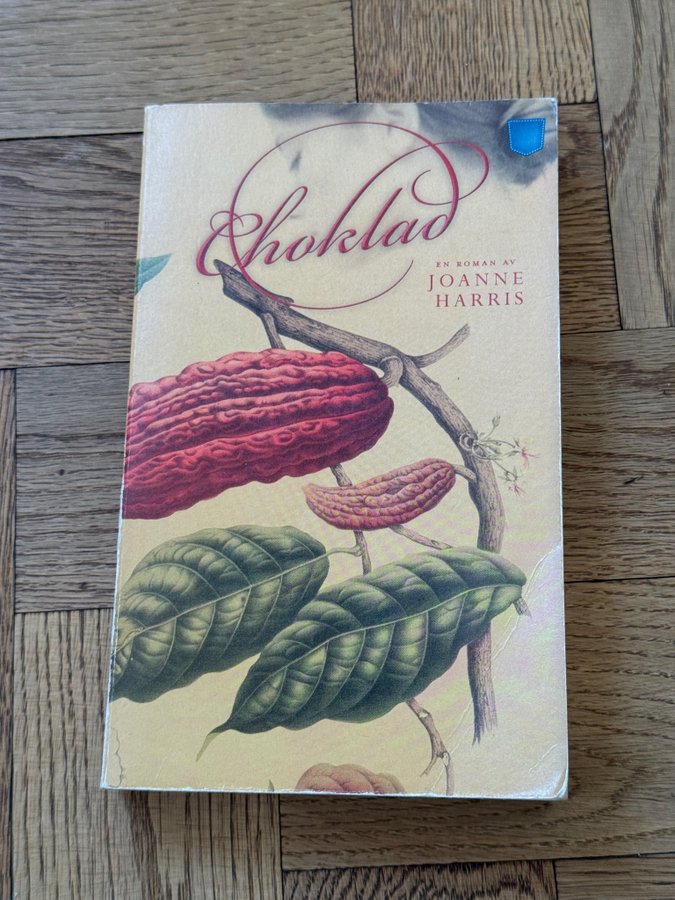 Choklad
EN ROMAN AV
JOANNE
HARRIS